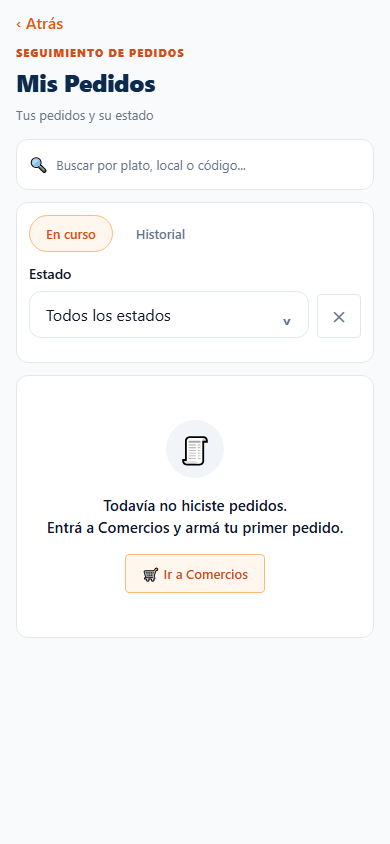 ‹ Atrás
SEGUIMIENTO DE PEDIDOS
Mis Pedidos
Tus pedidos y su estado
Buscar por plato, local o código...
En curso
Historial
Estado
Todos los estados
Todavía no hiciste pedidos.
Entrá a Comercios y armá tu primer pedido.
Ir a Comercios